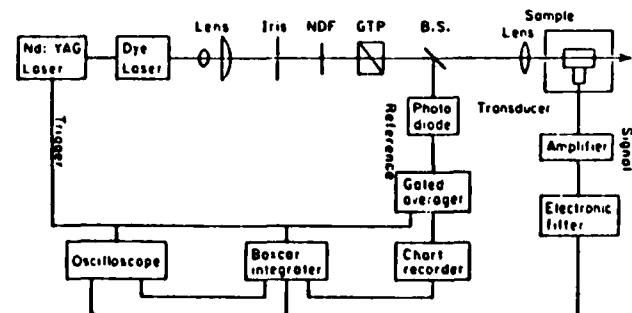 Lens Iris NDF GTP B.S. Sample
Lens
Nd: YAG
Laser
Dye
Laser
Photo
diode
Transducer
Trigger
Reference
Signal
Amplifier
Gated
averager
Electronic
filter
Oscilloscope
Boxcar
integrater
Chart
recorder